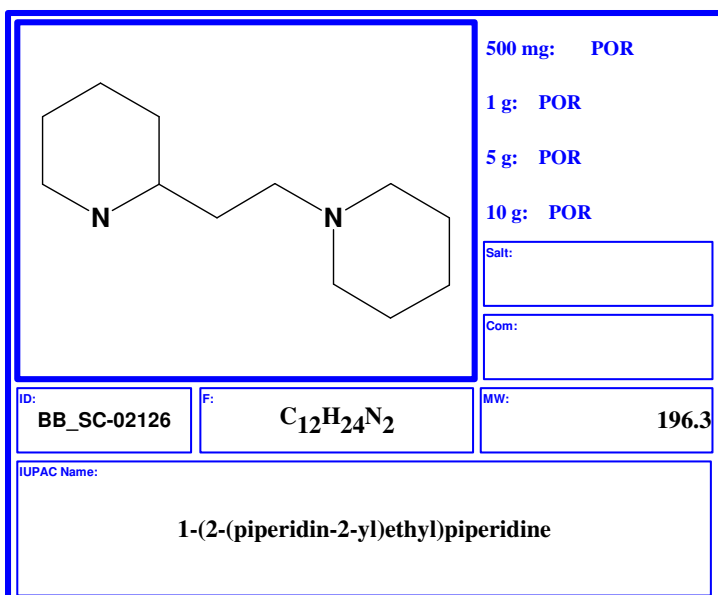 500 mg: POR
1 g: POR
5 g: POR
10 g: POR
N
N
Salt:
Com:
ID:
BB_SC-02126
F:
C12H24N2
MW:
196.3
IUPAC Name:
1-(2-(piperidin-2-yl)ethyl)piperidine